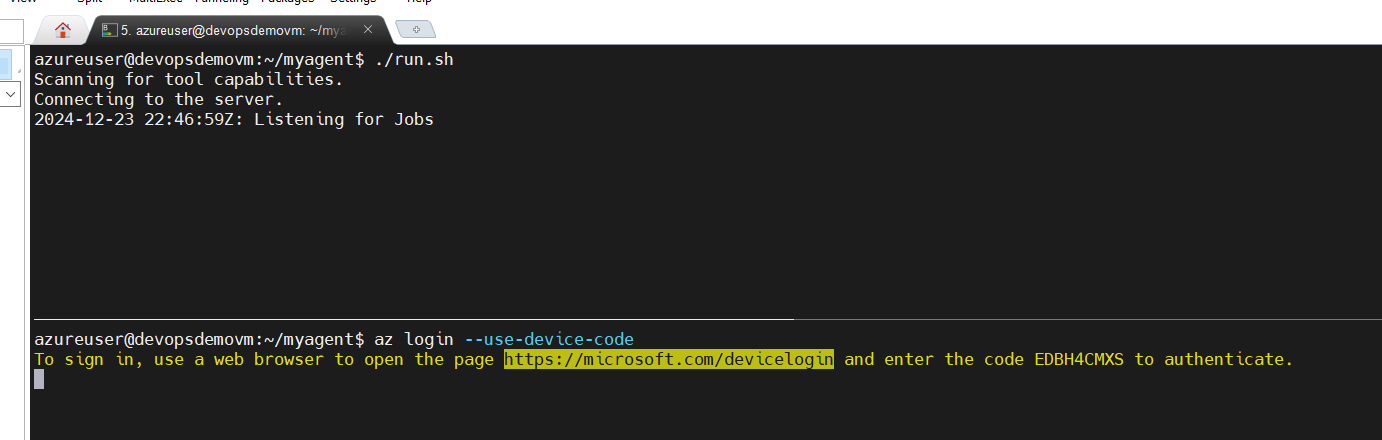 View Split MultiExec Tunneling Packages Settings Help
5. azureuser@devopsdemovm: ~/mya
azureuser@devopsdemovm:~/myagent$ ./run.sh
Scanning for tool capabilities.
Connecting to the server.
2024-12-23 22:46:59Z: Listening for Jobs
azureuser@devopsdemovm:~/myagent$ az login --use-device-code
To sign in, use a web browser to open the page https://microsoft.com/devicelogin and enter the code EDBH4CMXS to authenticate.